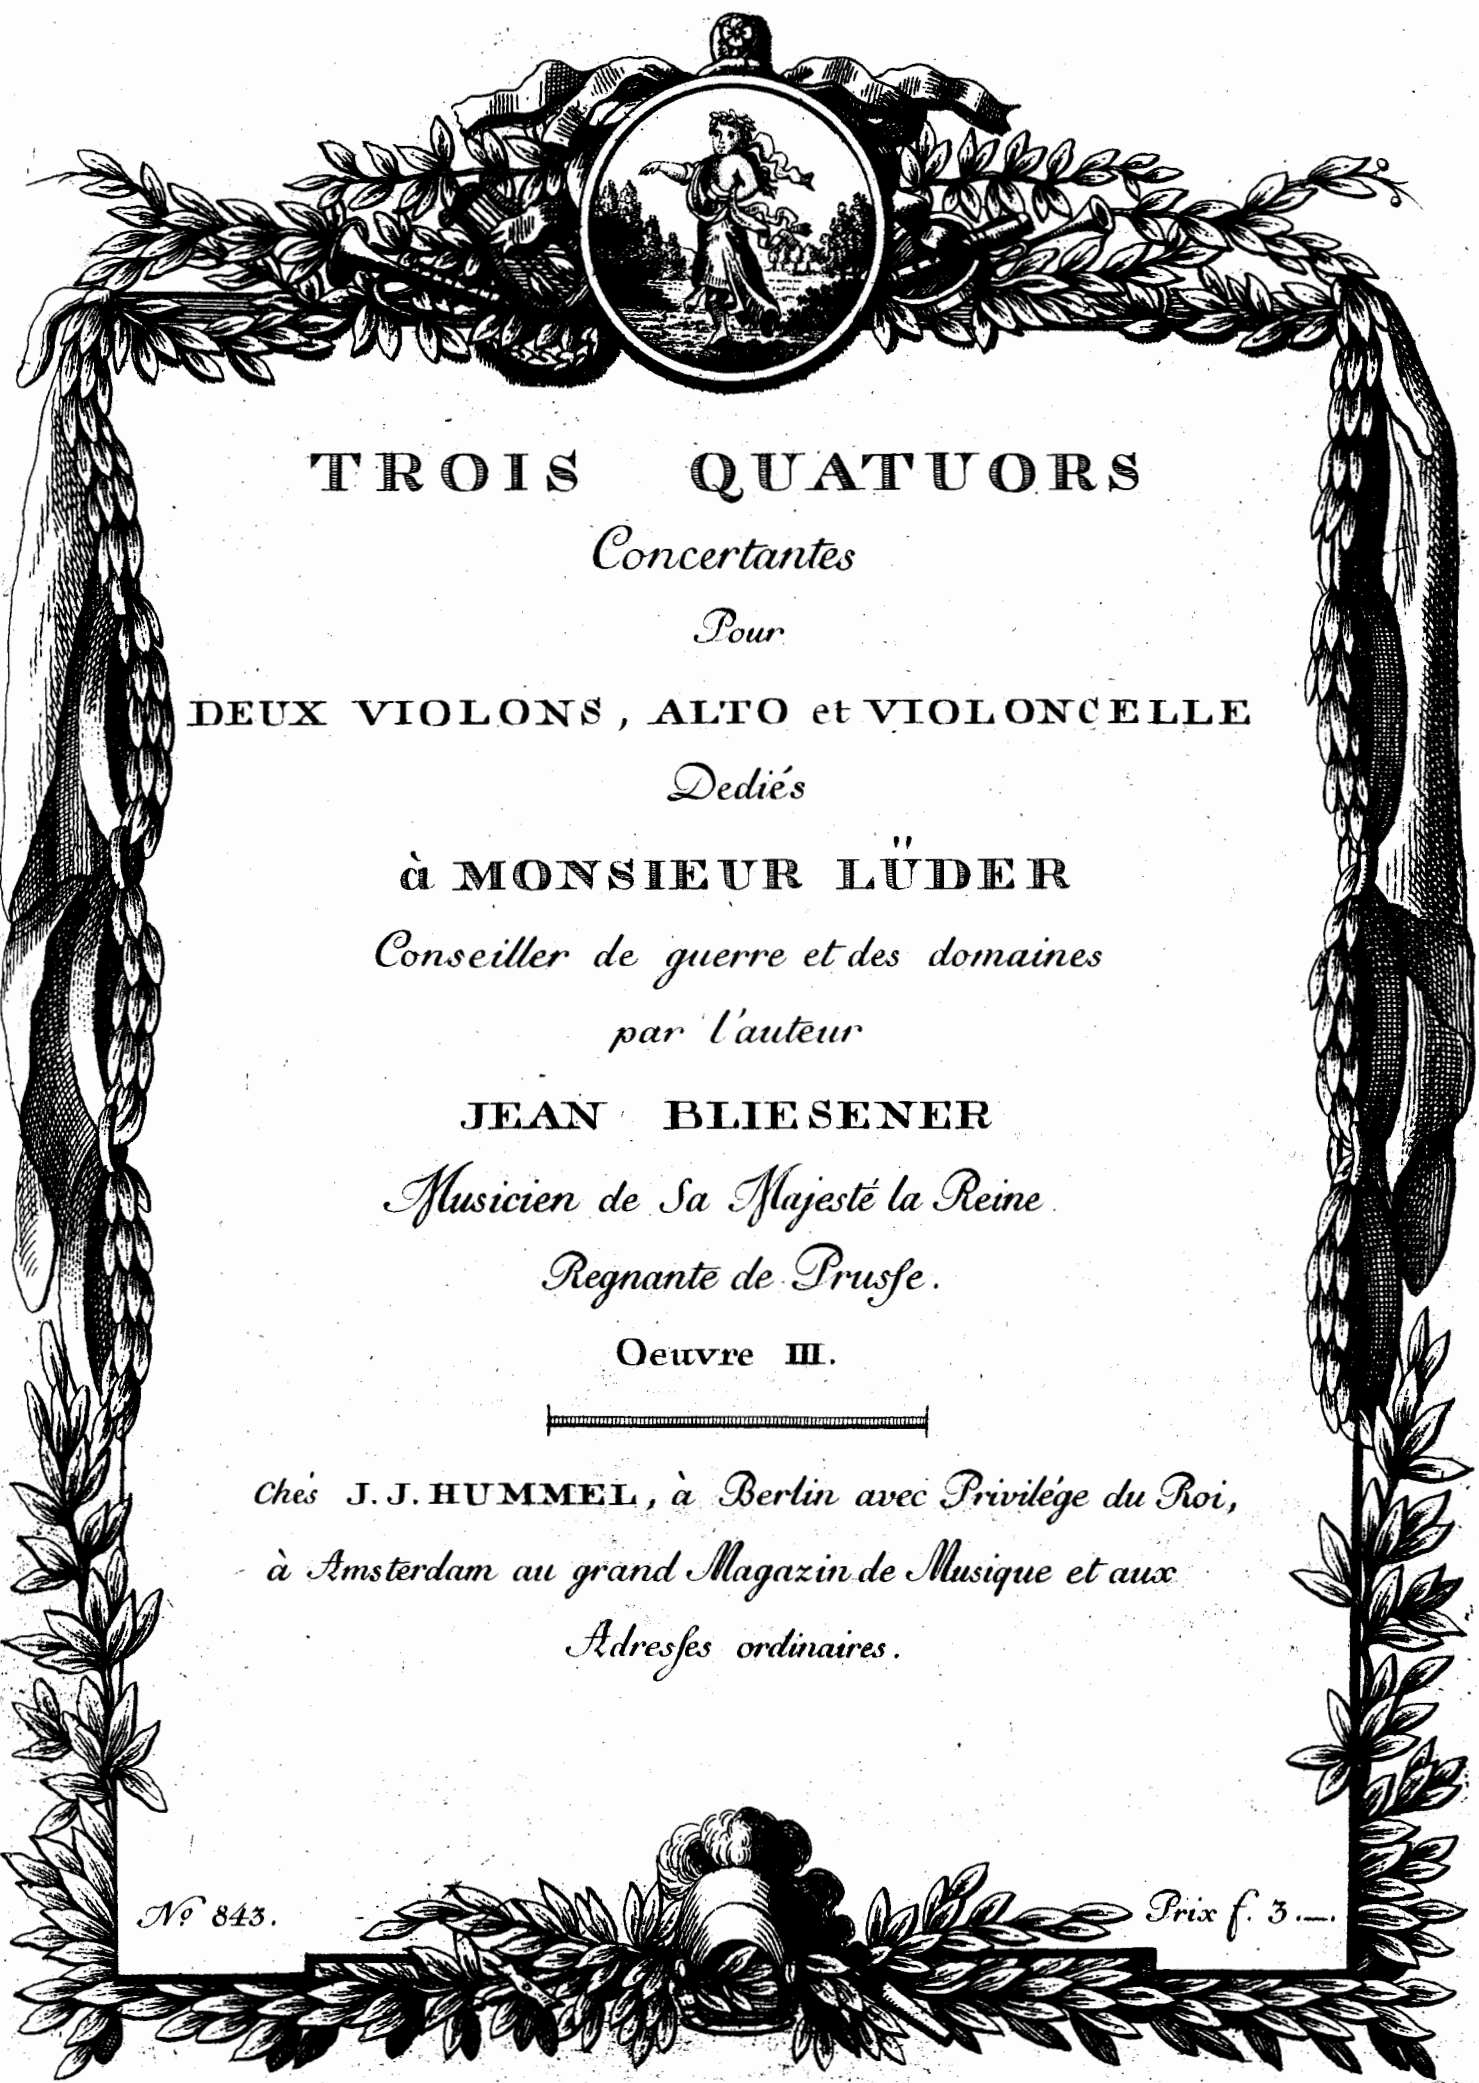 TROIS QUATUORS
Concertantes
Pour
DEUX VIOLONS, ALTO et VIOLONCELLE
Dediés
à MONSIEUR LÜDER
Conseiller de guerre et des domaines
par l'auteur
JEAN BLIESENER
Musicien de Sa Majesté la Reine
Regnante de Prusſe.
Oeuvre III.
Chés J. J. HUMMEL, à Berlin avec Privilége du Roi,
à Amsterdam au grand Magazin de Musique et aux
Adresſes ordinaires.
Nº 843.
Prix f. 3.—.